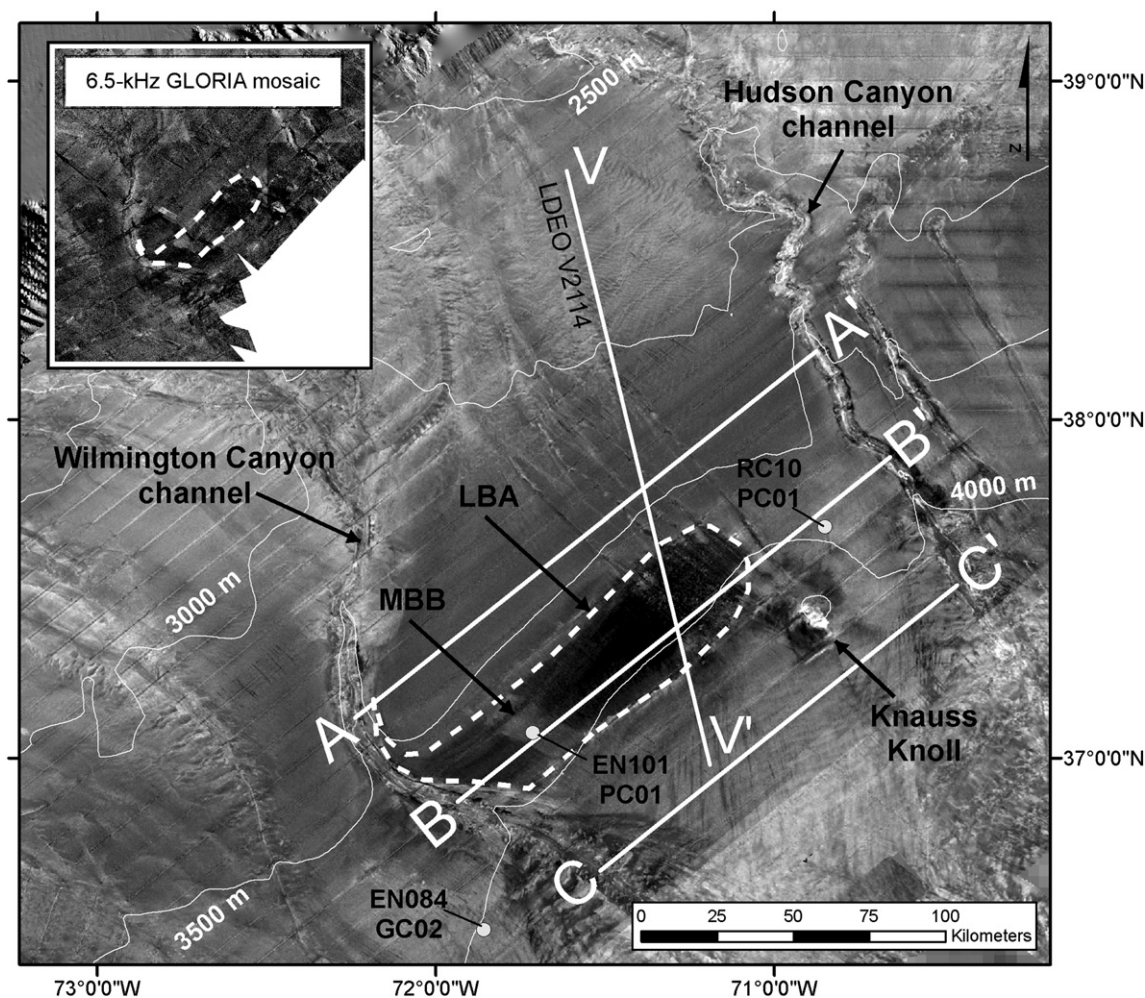 6.5-kHz GLORIA mosaic
2500 m
39°0'0"N
Hudson Canyon
channel
z
V
LDEO V2114
A'
38°0'0"N
B'
Wilmington Canyon
channel
RC10
PC01
4000 m
LBA
C'
3000 m
MBB
Knauss
Knoll
A
V'
37°0'0"N
EN101
PC01
B
C
EN084
GC02
3500 m
0 25 50 75 100
Kilometers
73°0'0"W 72°0'0"W 71°0'0"W